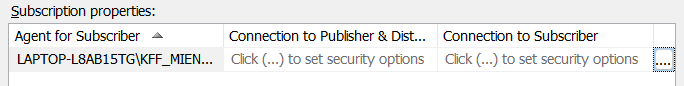 Subscription properties:
Agent for Subscriber Connection to Publisher & Dist... Connection to Subscriber
LAPTOP-L8AB15TG\KFF_MIEN... Click (...) to set security options Click (...) to set security options ....